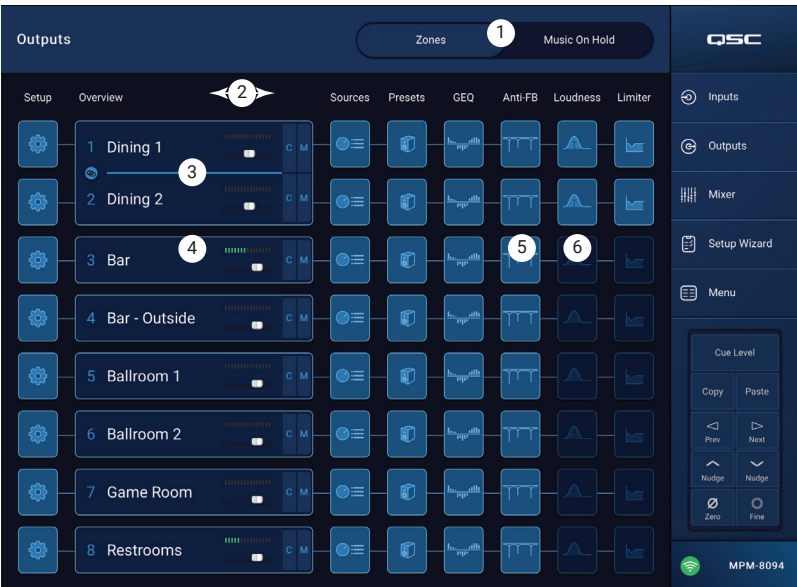 Outputs
Zones 1 Music On Hold
QSC
Setup Overview 2 Sources Presets GEQ Anti-FB Loudness Limiter
1 Dining 1 C M
3
2 Dining 2 C M
3 Bar 4 C M 5 6
4 Bar - Outside C M
5 Ballroom 1 C M
6 Ballroom 2 C M
7 Game Room C M
8 Restrooms C M
Inputs
Outputs
Mixer
Setup Wizard
Menu
Cue Level
Copy Paste
Prev Next
Nudge Nudge
Zero Fine
MPM-8094